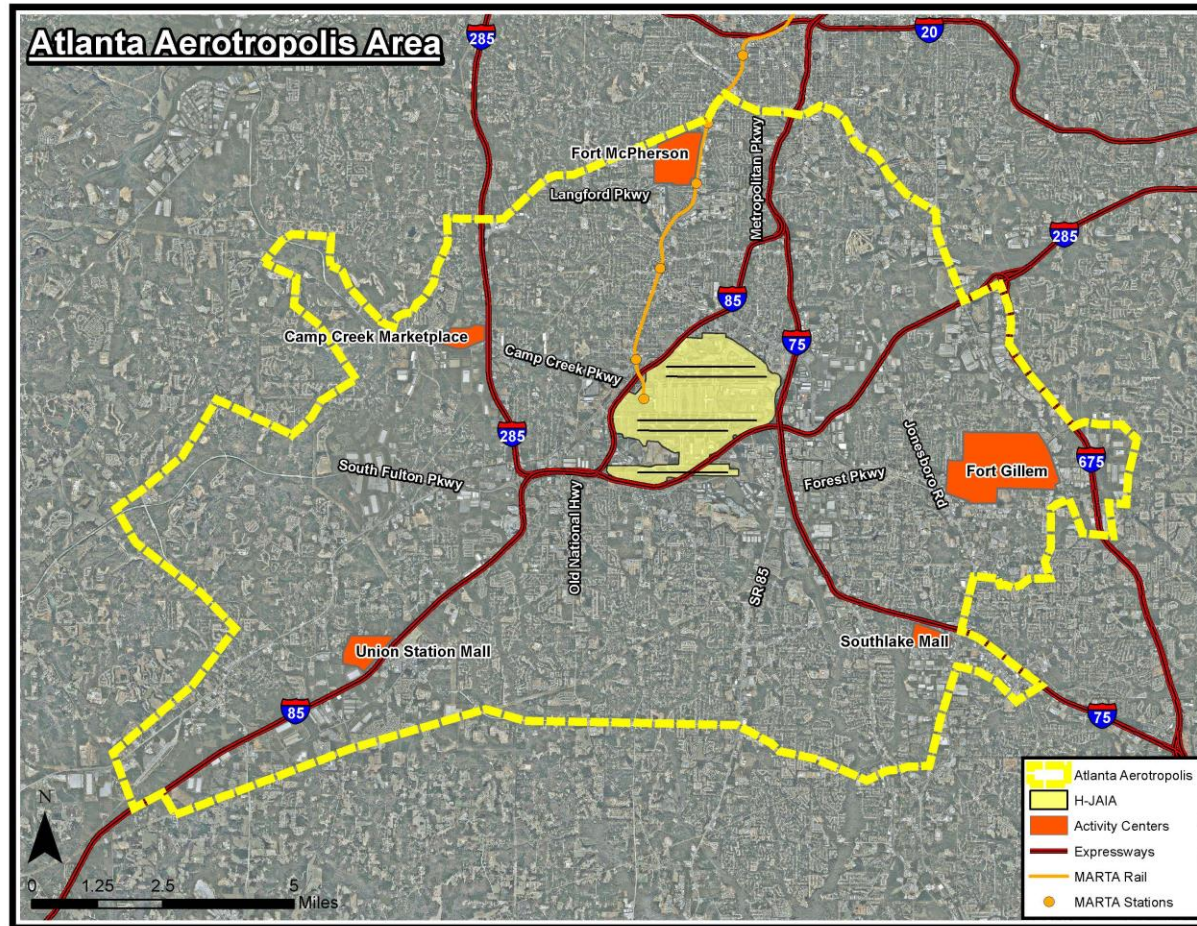 Atlanta Aerotropolis Area
285
20
Fort McPherson
Metropolitan Pkwy
Langford Pkwy
285
85
Camp Creek Marketplace
75
Camp Creek Pkwy
285
Jonesboro Rd
675
South Fulton Pkwy
Fort Gillem
Forest Pkwy
Old National Hwy
SR 85
Southlake Mall
Union Station Mall
85
75
Atlanta Aerotropolis
H-JAIA
Activity Centers
Expressways
MARTA Rail
MARTA Stations
N
0 1.25 2.5 5
Miles